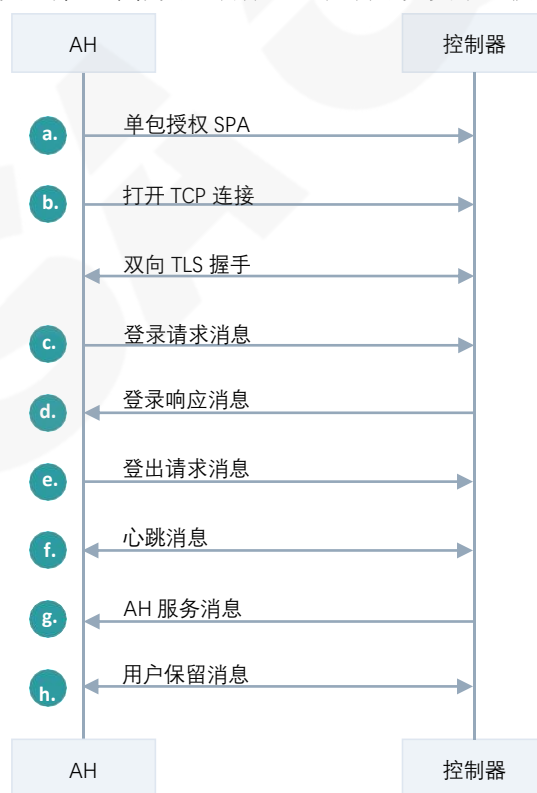 AH 控制器
a. 单包授权 SPA
b. 打开 TCP 连接
双向 TLS 握手
c. 登录请求消息
d. 登录响应消息
e. 登出请求消息
f. 心跳消息
g. AH 服务消息
h. 用户保留消息
AH 控制器